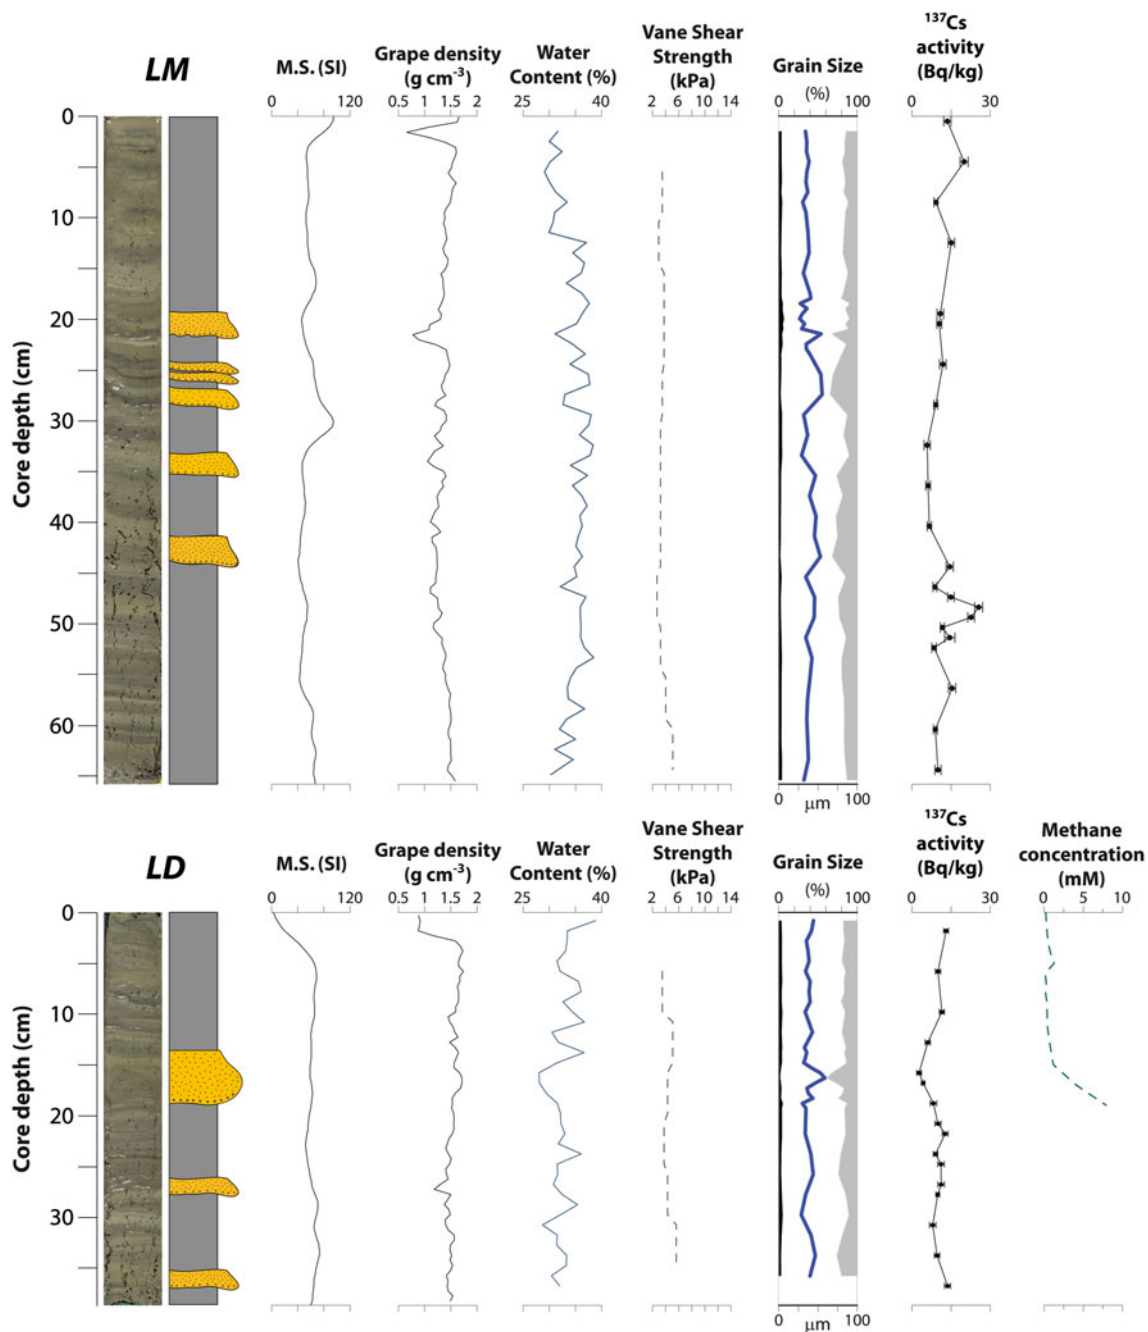 LM
M.S. (SI)
0 120
Grape density
(g cm⁻³)
0.5 1 1.5 2
Water
Content (%)
25 40
Vane Shear
Strength
(kPa)
2 6 10 14
Grain Size
(%)
0 100
¹³⁷Cs
activity
(Bq/kg)
0 30
Core depth (cm)
0
10
20
30
40
50
60
0 100
μm
LD
M.S. (SI)
0 120
Grape density
(g cm⁻³)
0.5 1 1.5 2
Water
Content (%)
25 40
Vane Shear
Strength
(kPa)
2 6 10 14
Grain Size
(%)
¹³⁷Cs
activity
(Bq/kg)
0 30
Methane
concentration
(mM)
0 5 10
Core depth (cm)
0
10
20
30
0 100
μm